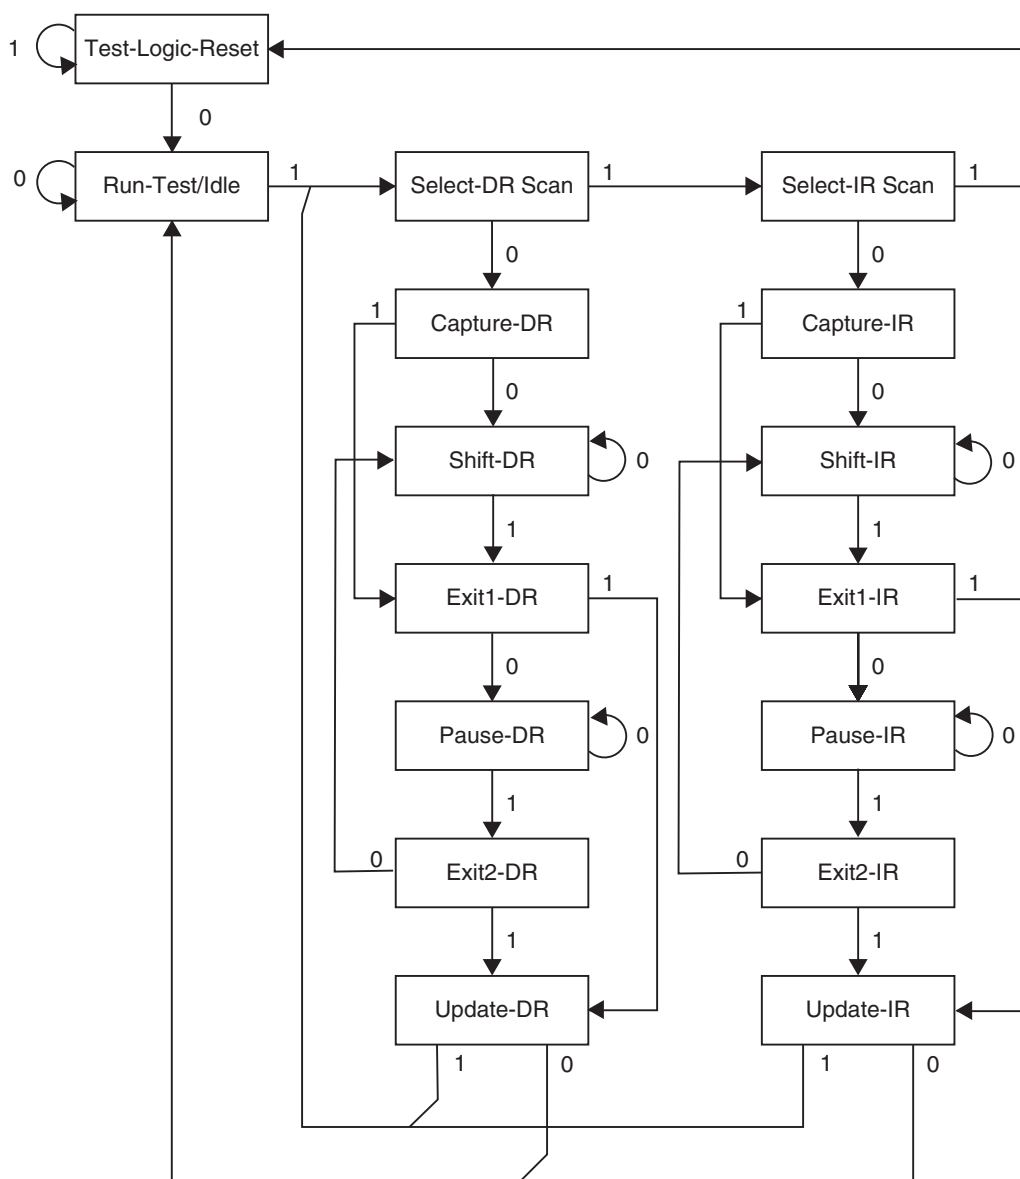 1 Test-Logic-Reset
0
0 Run-Test/Idle 1 Select-DR Scan 1 Select-IR Scan 1
0 0
1 Capture-DR 1 Capture-IR
0 0
Shift-DR 0 Shift-IR 0
1 1
Exit1-DR 1 Exit1-IR 1
0 0
Pause-DR 0 Pause-IR 0
1 1
0 Exit2-DR 0 Exit2-IR
1 1
Update-DR Update-IR
1 0 1 0